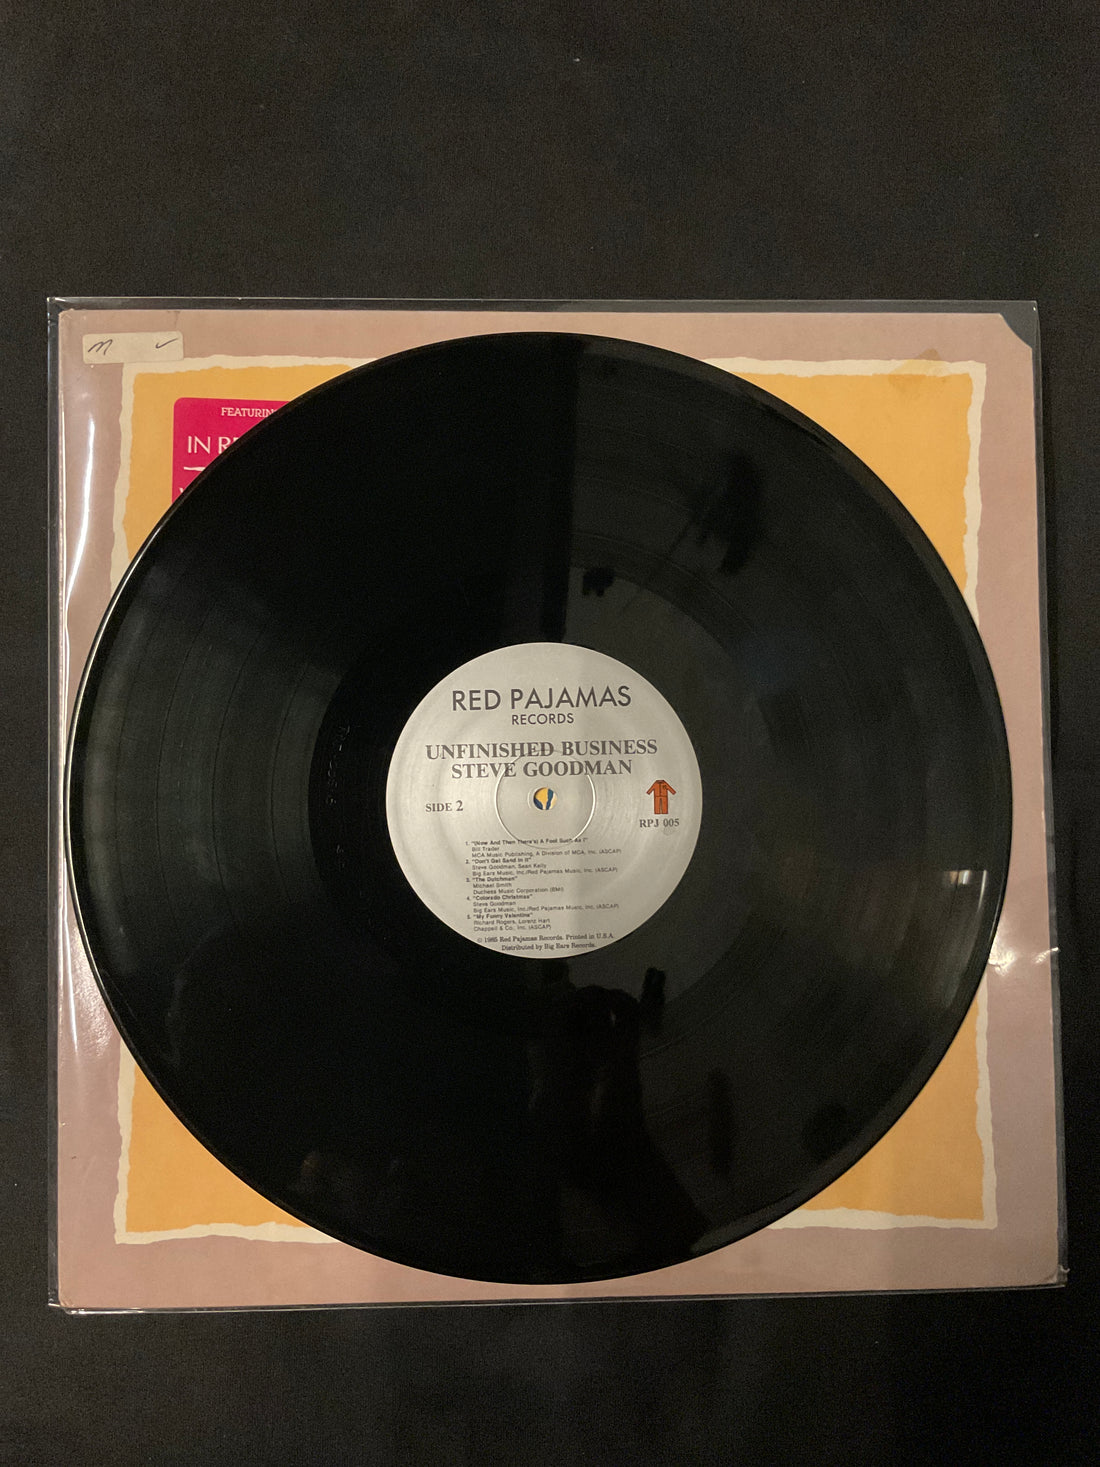 M ✓
FEATURIN
IN RE
RED PAJAMAS
RECORDS
UNFINISHED BUSINESS
STEVE GOODMAN
SIDE 2
RPJ 005
1. "(Now And Then There's) A Fool Such As I"
Bill Trader
MCA Music Publishing, A Division of MCA, Inc. (ASCAP)
2. "Don't Get Sand In It"
Steve Goodman, Sean Kelly
Big Ears Music, Inc./Red Pajamas Music, Inc. (ASCAP)
3. "The Dutchman"
Michael Smith
Duchess Music Corporation (BMI)
4. "Colorado Christmas"
Steve Goodman
Big Ears Music, Inc./Red Pajamas Music, Inc. (ASCAP)
5. "My Funny Valentine"
Richard Rogers, Lorenz Hart
Chappell & Co., Inc. (ASCAP)
© 1985 Red Pajamas Records. Printed in U.S.A.
Distributed by Big Ears Records.